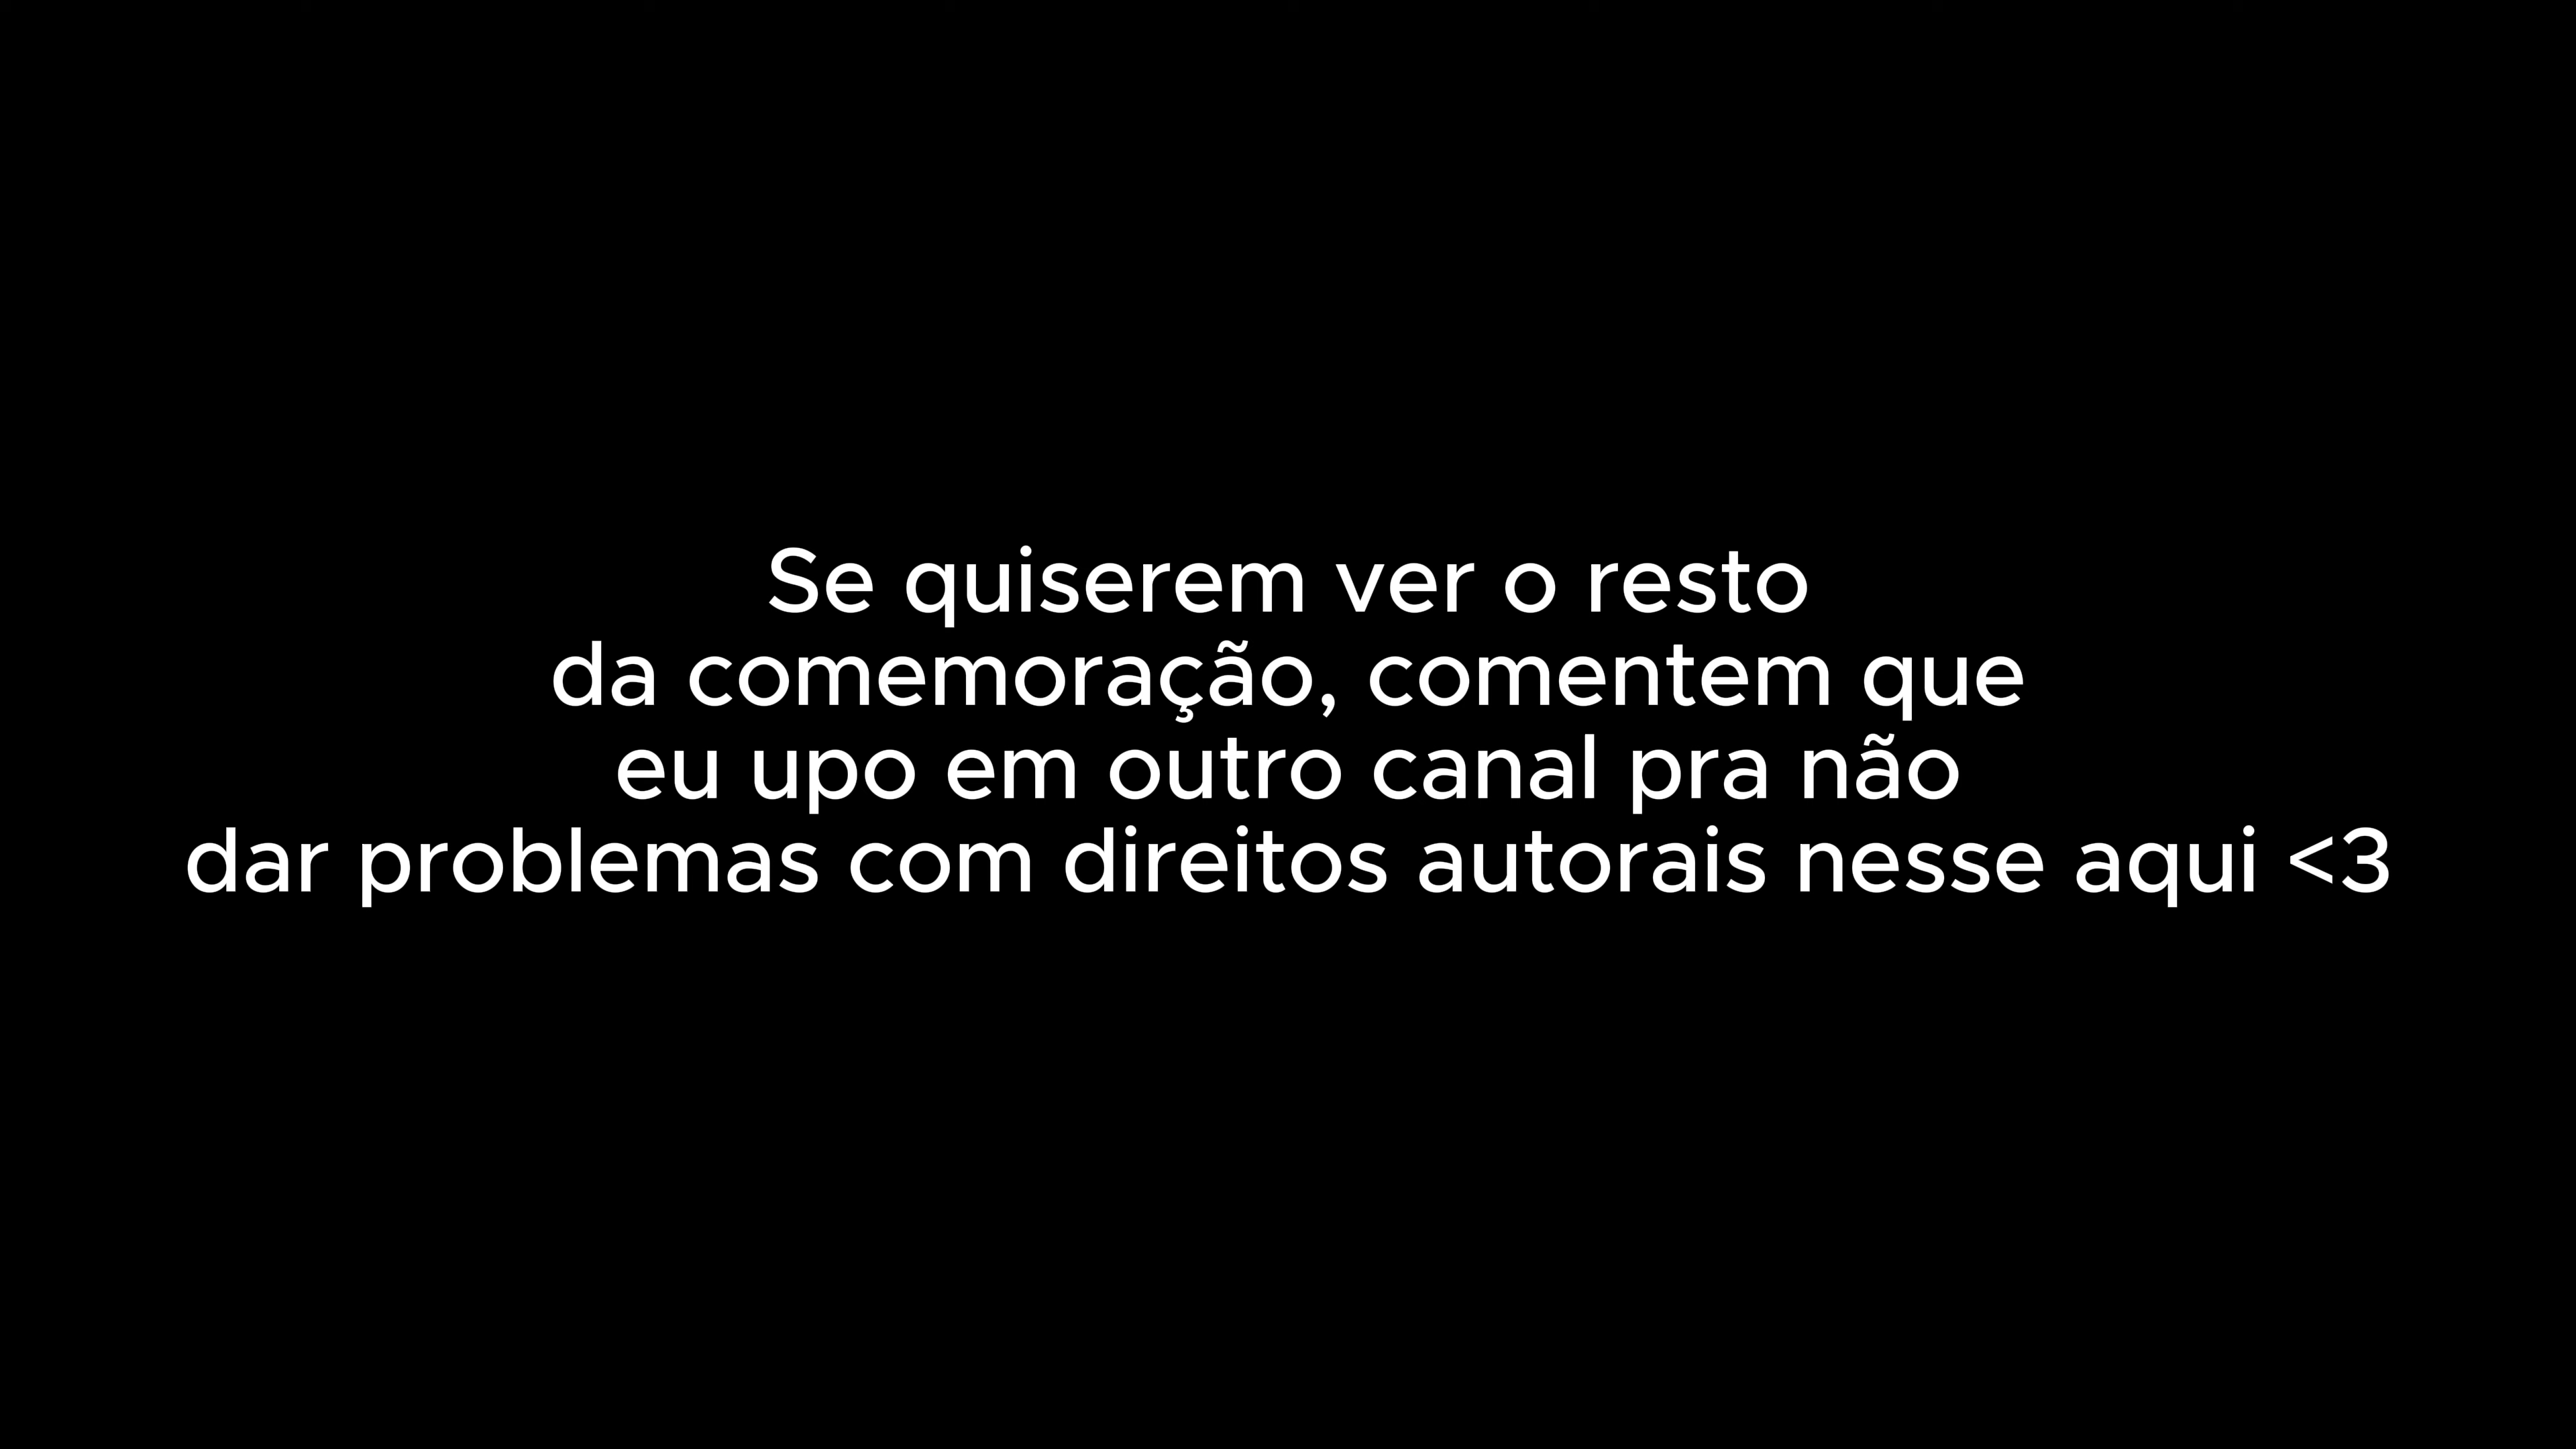 Se quiserem ver o resto
da comemoração, comentem que
eu upo em outro canal pra não
dar problemas com direitos autorais nesse aqui <3